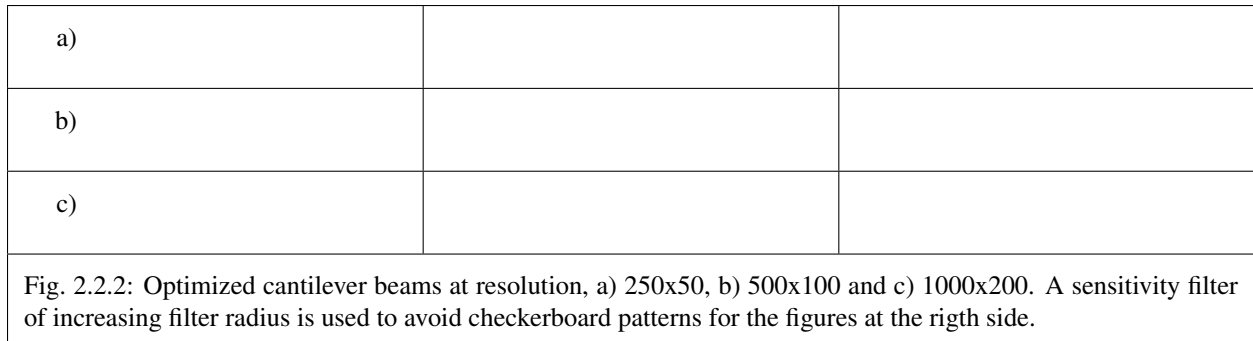 a)
b)
c)
Fig. 2.2.2: Optimized cantilever beams at resolution, a) 250x50, b) 500x100 and c) 1000x200. A sensitivity filter
of increasing filter radius is used to avoid checkerboard patterns for the figures at the rigth side.